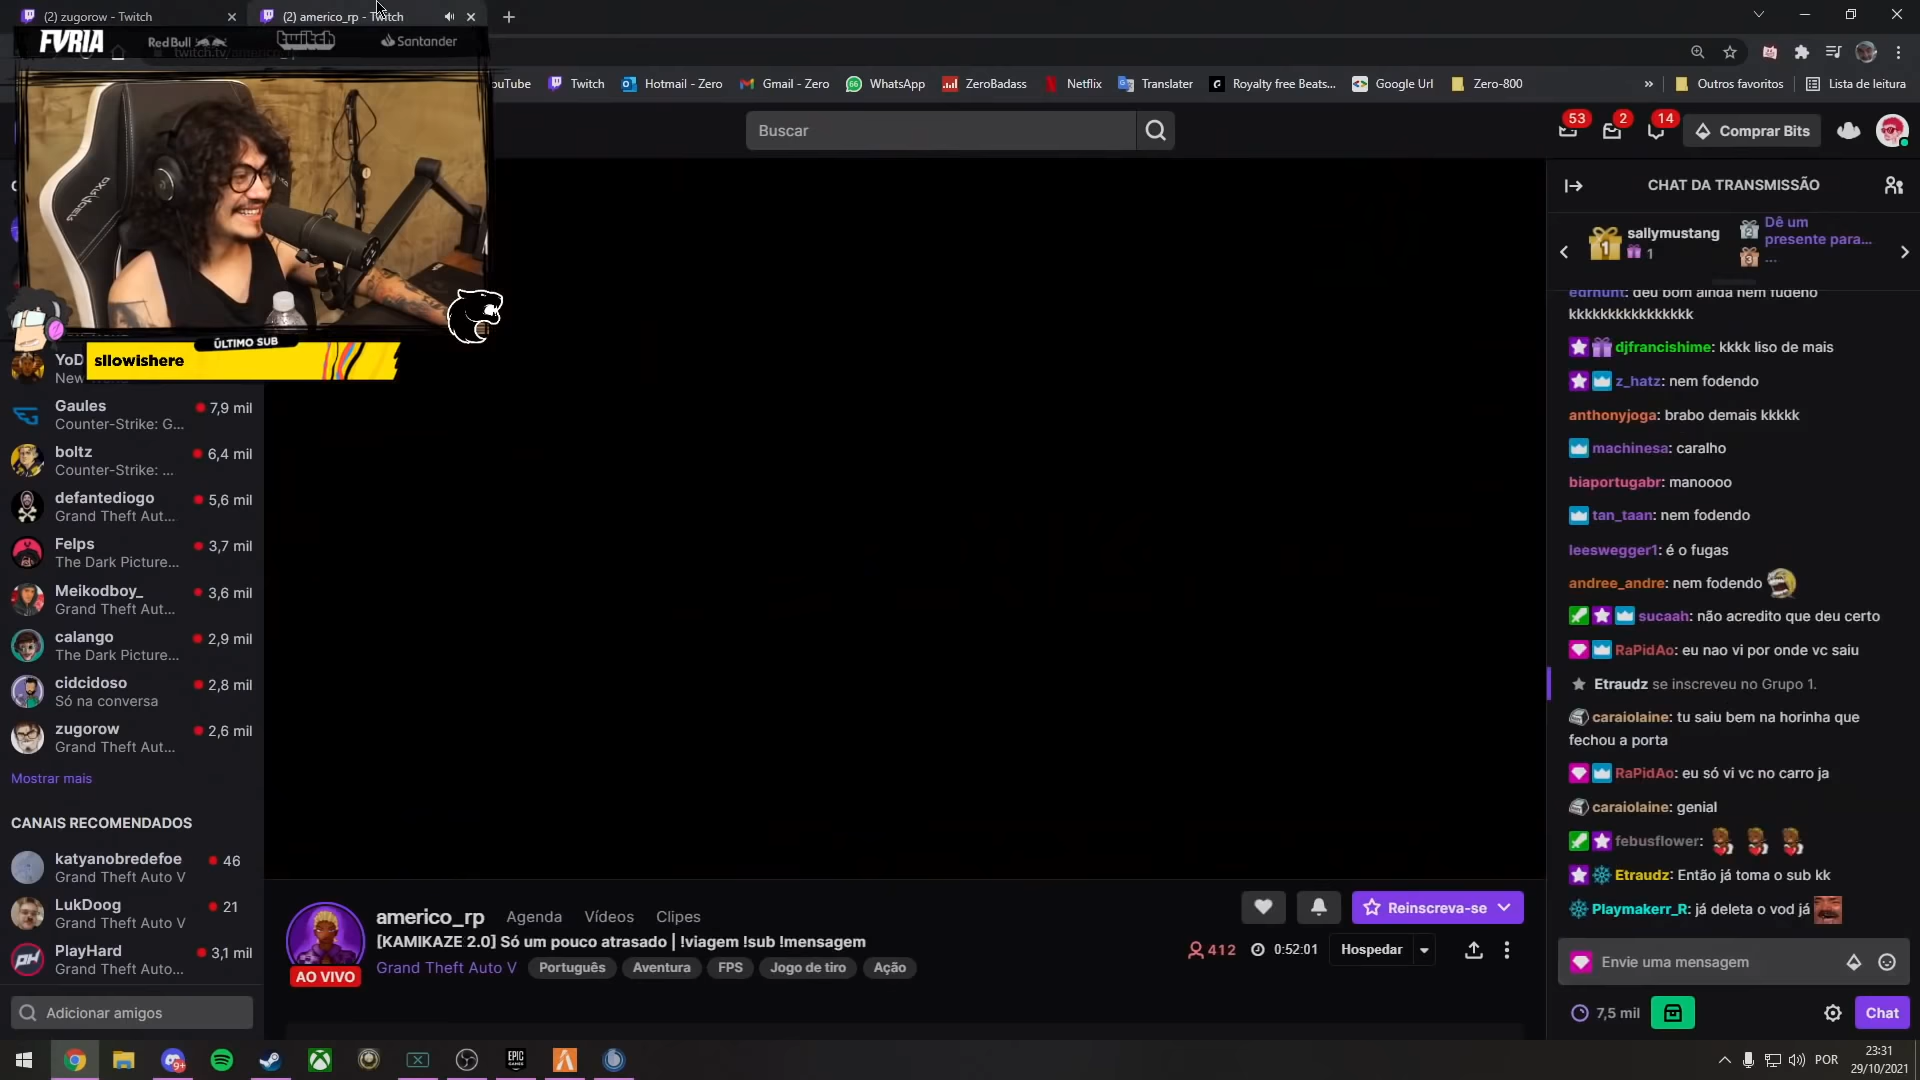 (2) zugorow - Twitch
(2) americo_rp - Twitch
FVRIA
Red Bull
twitch
Santander
ouTube
Twitch
Hotmail - Zero
Gmail - Zero
WhatsApp
ZeroBadass
Netflix
Translater
Royalty free Beats...
Google Url
Zero-800
»
Outros favoritos
Lista de leitura
Buscar
53
2
14
Comprar Bits
CHAT DA TRANSMISSÃO
1 sallymustang
1
Dê um
presente para...
2
3 ...
ÚLTIMO SUB
sllowishere
YoD
New
Gaules
7,9 mil
Counter-Strike: G...
boltz
6,4 mil
Counter-Strike: ...
defantediogo
5,6 mil
Grand Theft Aut...
Felps
3,7 mil
The Dark Picture...
Meikodboy_
3,6 mil
Grand Theft Aut...
calango
2,9 mil
The Dark Picture...
cidcidoso
2,8 mil
Só na conversa
zugorow
2,6 mil
Grand Theft Aut...
Mostrar mais
CANAIS RECOMENDADOS
katyanobredefoe
46
Grand Theft Auto V
LukDoog
21
Grand Theft Auto V
PlayHard
3,1 mil
Grand Theft Auto...
Adicionar amigos
americo_rp
Agenda
Vídeos
Clipes
[KAMIKAZE 2.0] Só um pouco atrasado | !viagem !sub !mensagem
Grand Theft Auto V
Português
Aventura
FPS
Jogo de tiro
Ação
AO VIVO
Reinscreva-se
412
0:52:01
Hospedar
edrhunt: deu bom ainda nem fudeno
kkkkkkkkkkkkkkkk
djfrancishime: kkkk liso de mais
z_hatz: nem fodendo
anthonyjoga: brabo demais kkkkk
machinesa: caralho
biaportugabr: manoooo
tan_taan: nem fodendo
leeswegger1: é o fugas
andree_andre: nem fodendo
sucaah: não acredito que deu certo
RaPidAo: eu nao vi por onde vc saiu
Etraudz se inscreveu no Grupo 1.
caraiolaine: tu saiu bem na horinha que
fechou a porta
RaPidAo: eu só vi vc no carro ja
caraiolaine: genial
febusflower:
Etraudz: Então já toma o sub kk
Playmakerr_R: já deleta o vod já
Envie uma mensagem
7,5 mil
Chat
POR
23:31
29/10/2021